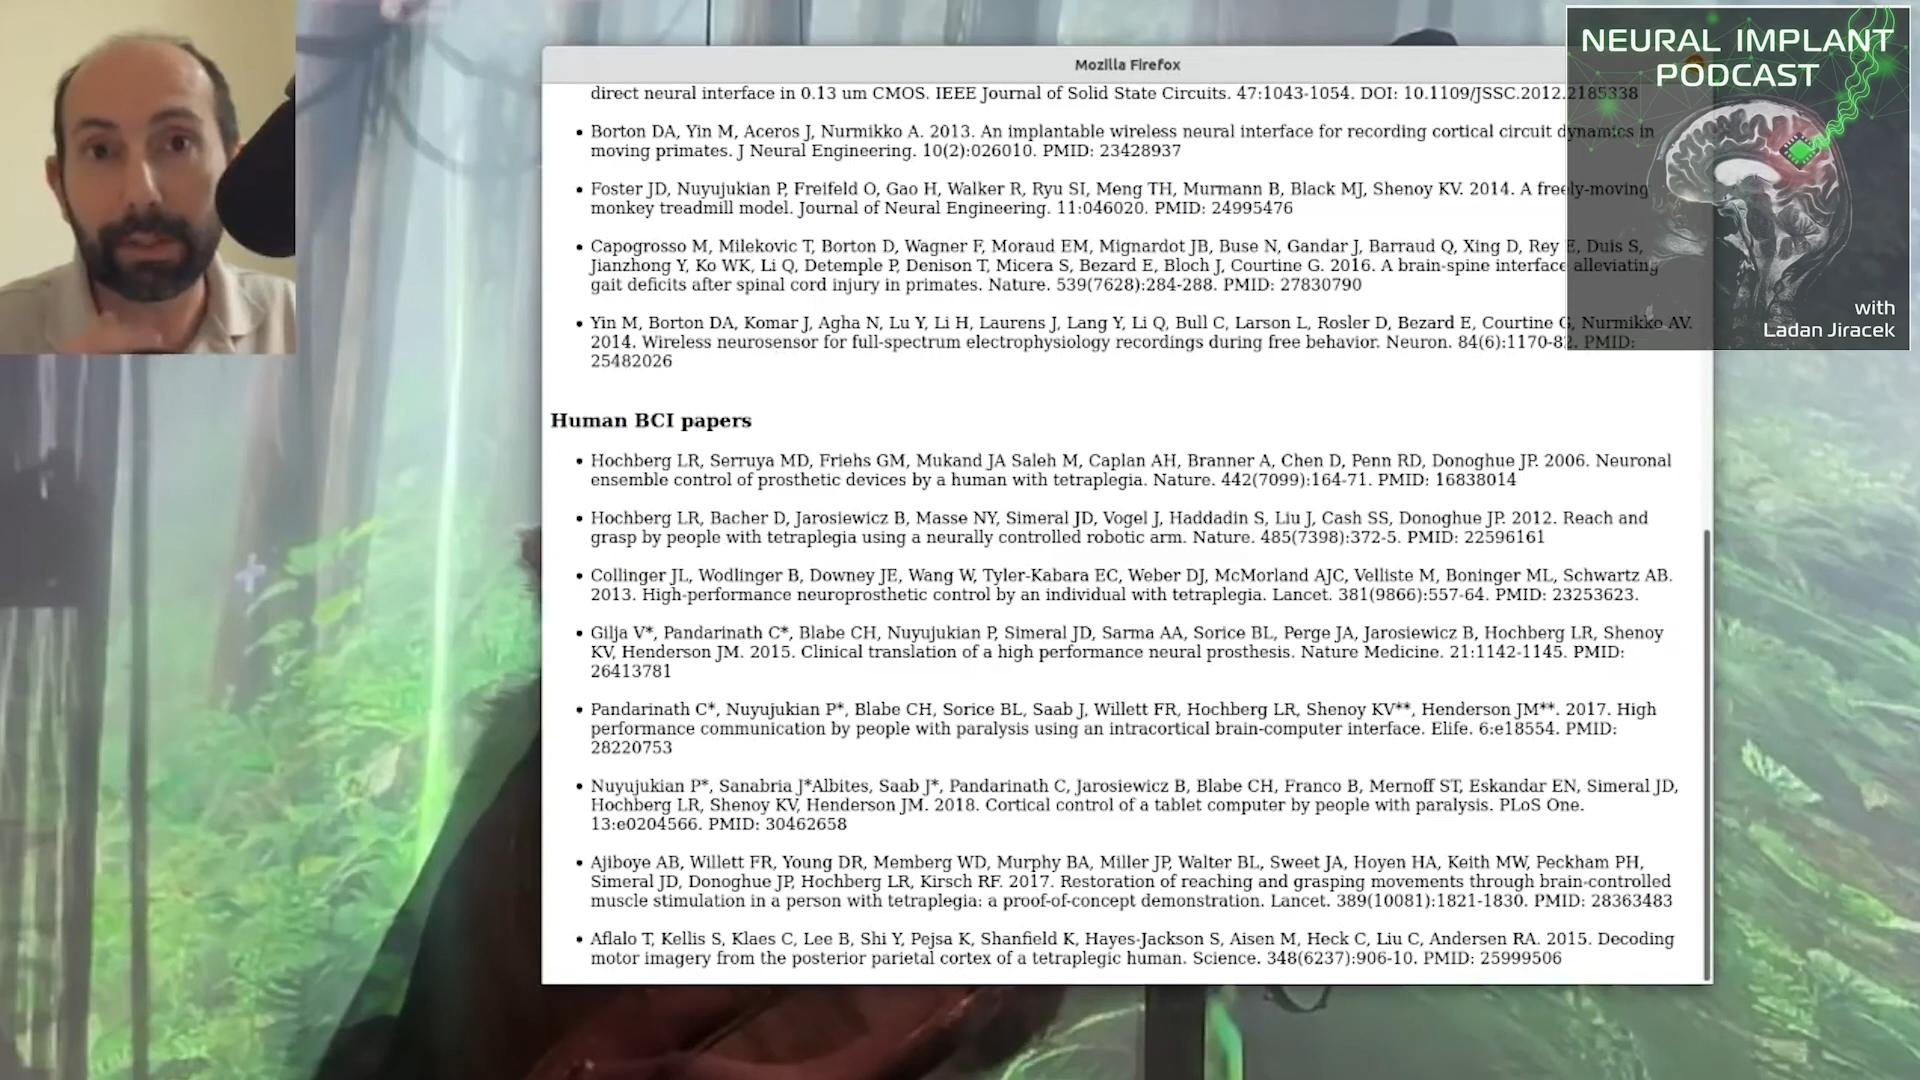 Mozilla Firefox
NEURAL IMPLANT
PODCAST
with
Ladan Jiracek
direct neural interface in 0.13 um CMOS. IEEE Journal of Solid State Circuits. 47:1043-1054. DOI: 10.1109/JSSC.2012.2185338
• Borton DA, Yin M, Aceros J, Nurmikko A. 2013. An implantable wireless neural interface for recording cortical circuit dynamics in
moving primates. J Neural Engineering. 10(2):026010. PMID: 23428937
• Foster JD, Nuyujukian P, Freifeld O, Gao H, Walker R, Ryu SI, Meng TH, Murmann B, Black MJ, Shenoy KV. 2014. A freely-moving
monkey treadmill model. Journal of Neural Engineering. 11:046020. PMID: 24995476
• Capogrosso M, Milekovic T, Borton D, Wagner F, Moraud EM, Mignardot JB, Buse N, Gandar J, Barraud Q, Xing D, Rey E, Duis S,
Jianzhong Y, Ko WK, Li Q, Detemple P, Denison T, Micera S, Bezard E, Bloch J, Courtine G. 2016. A brain-spine interface alleviating
gait deficits after spinal cord injury in primates. Nature. 539(7628):284-288. PMID: 27830790
• Yin M, Borton DA, Komar J, Agha N, Lu Y, Li H, Laurens J, Lang Y, Li Q, Bull C, Larson L, Rosler D, Bezard E, Courtine G, Nurmikko AV.
2014. Wireless neurosensor for full-spectrum electrophysiology recordings during free behavior. Neuron. 84(6):1170-82. PMID:
25482026
Human BCI papers
• Hochberg LR, Serruya MD, Friehs GM, Mukand JA Saleh M, Caplan AH, Branner A, Chen D, Penn RD, Donoghue JP. 2006. Neuronal
ensemble control of prosthetic devices by a human with tetraplegia. Nature. 442(7099):164-71. PMID: 16838014
• Hochberg LR, Bacher D, Jarosiewicz B, Masse NY, Simeral JD, Vogel J, Haddadin S, Liu J, Cash SS, Donoghue JP. 2012. Reach and
grasp by people with tetraplegia using a neurally controlled robotic arm. Nature. 485(7398):372-5. PMID: 22596161
• Collinger JL, Wodlinger B, Downey JE, Wang W, Tyler-Kabara EC, Weber DJ, McMorland AJC, Velliste M, Boninger ML, Schwartz AB.
2013. High-performance neuroprosthetic control by an individual with tetraplegia. Lancet. 381(9866):557-64. PMID: 23253623.
• Gilja V*, Pandarinath C*, Blabe CH, Nuyujukian P, Simeral JD, Sarma AA, Sorice BL, Perge JA, Jarosiewicz B, Hochberg LR, Shenoy
KV, Henderson JM. 2015. Clinical translation of a high performance neural prosthesis. Nature Medicine. 21:1142-1145. PMID:
26413781
• Pandarinath C*, Nuyujukian P*, Blabe CH, Sorice BL, Saab J, Willett FR, Hochberg LR, Shenoy KV**, Henderson JM**. 2017. High
performance communication by people with paralysis using an intracortical brain-computer interface. Elife. 6:e18554. PMID:
28220753
• Nuyujukian P*, Sanabria J*Albites, Saab J*, Pandarinath C, Jarosiewicz B, Blabe CH, Franco B, Mernoff ST, Eskandar EN, Simeral JD,
Hochberg LR, Shenoy KV, Henderson JM. 2018. Cortical control of a tablet computer by people with paralysis. PLoS One.
13:e0204566. PMID: 30462658
• Ajiboye AB, Willett FR, Young DR, Memberg WD, Murphy BA, Miller JP, Walter BL, Sweet JA, Hoyen HA, Keith MW, Peckham PH,
Simeral JD, Donoghue JP, Hochberg LR, Kirsch RF. 2017. Restoration of reaching and grasping movements through brain-controlled
muscle stimulation in a person with tetraplegia: a proof-of-concept demonstration. Lancet. 389(10081):1821-1830. PMID: 28363483
• Aflalo T, Kellis S, Klaes C, Lee B, Shi Y, Pejsa K, Shanfield K, Hayes-Jackson S, Aisen M, Heck C, Liu C, Andersen RA. 2015. Decoding
motor imagery from the posterior parietal cortex of a tetraplegic human. Science. 348(6237):906-10. PMID: 25999506